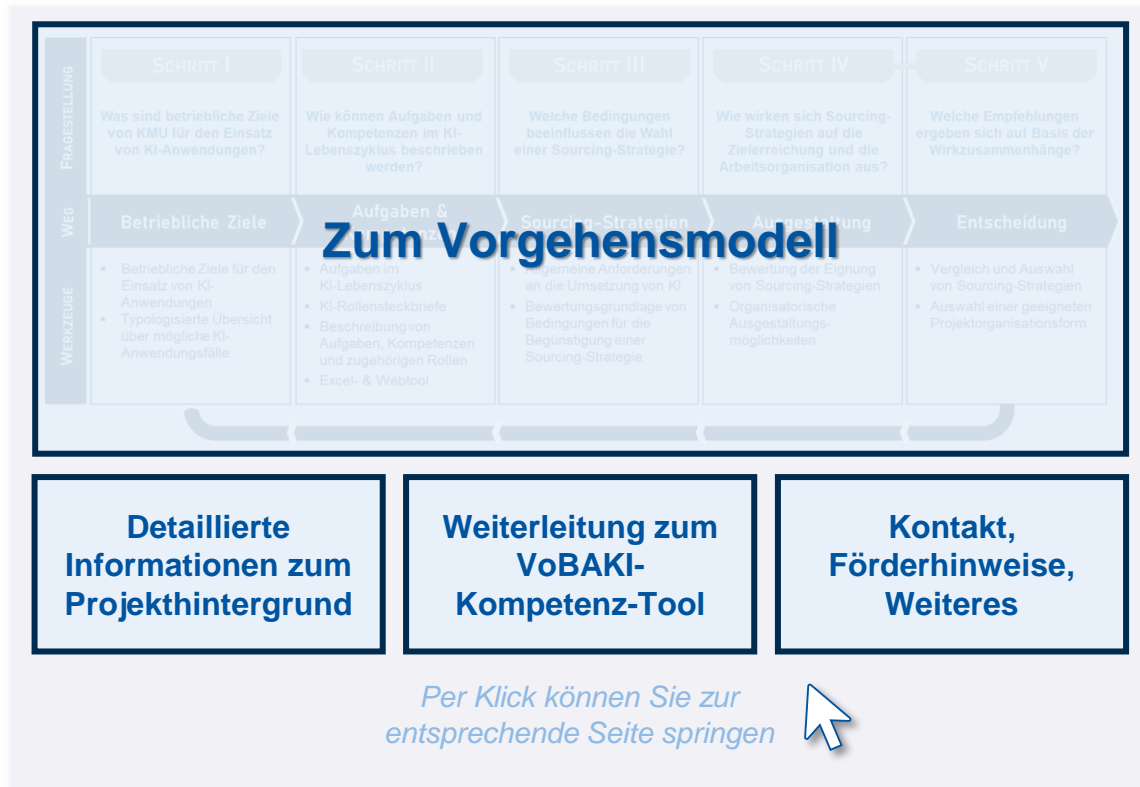 SCHRITT I
SCHRITT II
SCHRITT III
SCHRITT IV
SCHRITT V
FRAGESTELLUNG
Was sind betriebliche Ziele
von KMU für den Einsatz
von KI-Anwendungen?
Wie können Aufgaben und
Kompetenzen im KI-
Lebenszyklus beschrieben
werden?
Welche Bedingungen
beeinflussen die Wahl
einer Sourcing-Strategie?
Wie wirken sich Sourcing-
Strategien auf die
Zielerreichung und die
Arbeitsorganisation aus?
Welche Empfehlungen
ergeben sich auf Basis der
Wirkzusammenhänge?
WEG
Betriebliche Ziele
Aufgaben &
Sourcing-Strategien
Ausgestaltung
Entscheidung
Zum Vorgehensmodell
WERKZEUGE
▪ Betriebliche Ziele für den
Einsatz von KI-
Anwendungen
▪ Typologisierte Übersicht
über mögliche KI-
Anwendungsfälle
▪ Aufgaben im
KI-Lebenszyklus
▪ KI-Rollensteckbriefe
▪ Beschreibung von
Aufgaben, Kompetenzen
und zugehörigen Rollen
▪ Excel- & Webtool
▪ Allgemeine Anforderungen
an die Umsetzung von KI
▪ Bewertungsgrundlage von
Bedingungen für die
Begünstigung einer
Sourcing-Strategie
▪ Bewertung der Eignung
von Sourcing-Strategien
▪ Organisatorische
Ausgestaltungs-
möglichkeiten
▪ Vergleich und Auswahl
von Sourcing-Strategien
▪ Auswahl einer geeigneten
Projektorganisationsform
Detaillierte
Informationen zum
Projekthintergrund
Weiterleitung zum
VoBAKI-
Kompetenz-Tool
Kontakt,
Förderhinweise,
Weiteres
Per Klick können Sie zur
entsprechende Seite springen